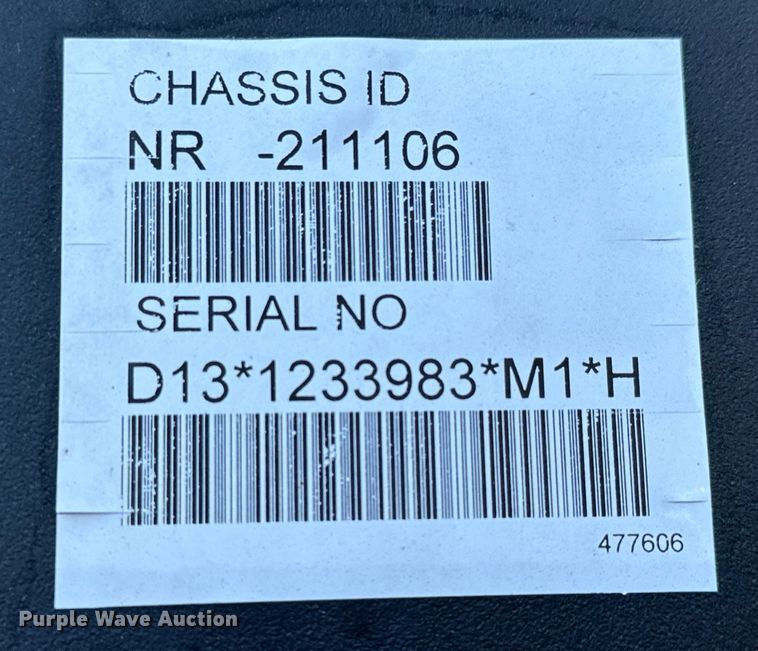 CHASSIS ID
NR -211106
SERIAL NO
D13*1233983*M1*H
477606
Purple Wave Auction